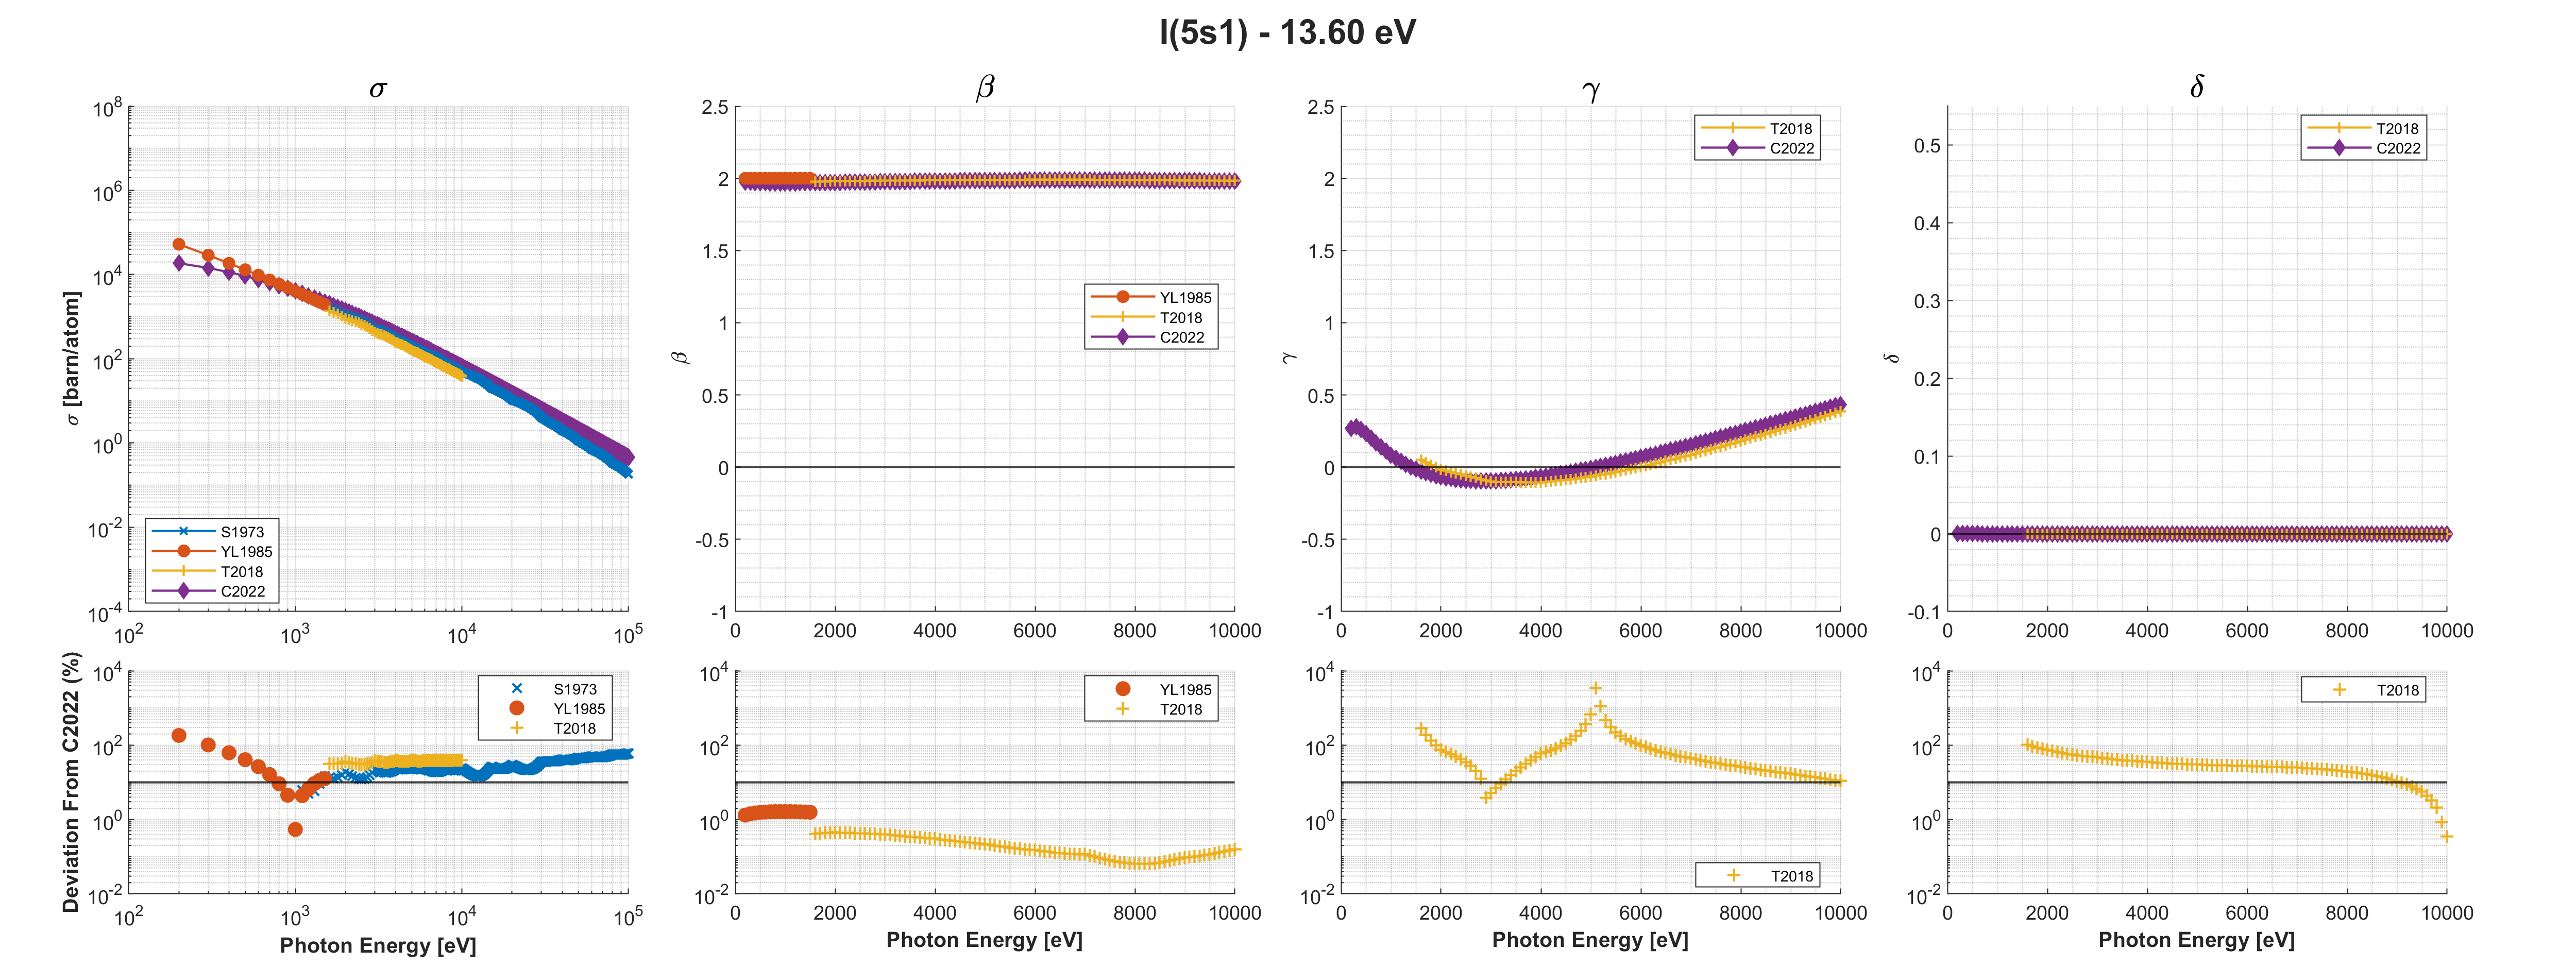 I(5s1) - 13.60 eV
σ
β
γ
δ
10^8
10^6
10^4
10^2
10^0
10^-2
10^-4
10^2
10^3
10^4
10^5
σ [barn/atom]
S1973
YL1985
T2018
C2022
2.5
2
1.5
1
0.5
0
-0.5
-1
0
2000
4000
6000
8000
10000
β
YL1985
T2018
C2022
2.5
2
1.5
1
0.5
0
-0.5
-1
0
2000
4000
6000
8000
10000
γ
T2018
C2022
0.5
0.4
0.3
0.2
0.1
0
-0.1
0
2000
4000
6000
8000
10000
δ
T2018
C2022
10^4
10^2
10^0
10^-2
10^2
10^3
10^4
10^5
Deviation From C2022 (%)
Photon Energy [eV]
S1973
YL1985
T2018
10^4
10^2
10^0
10^-2
0
2000
4000
6000
8000
10000
Photon Energy [eV]
YL1985
T2018
10^4
10^2
10^0
10^-2
0
2000
4000
6000
8000
10000
Photon Energy [eV]
T2018
10^4
10^2
10^0
10^-2
0
2000
4000
6000
8000
10000
Photon Energy [eV]
T2018